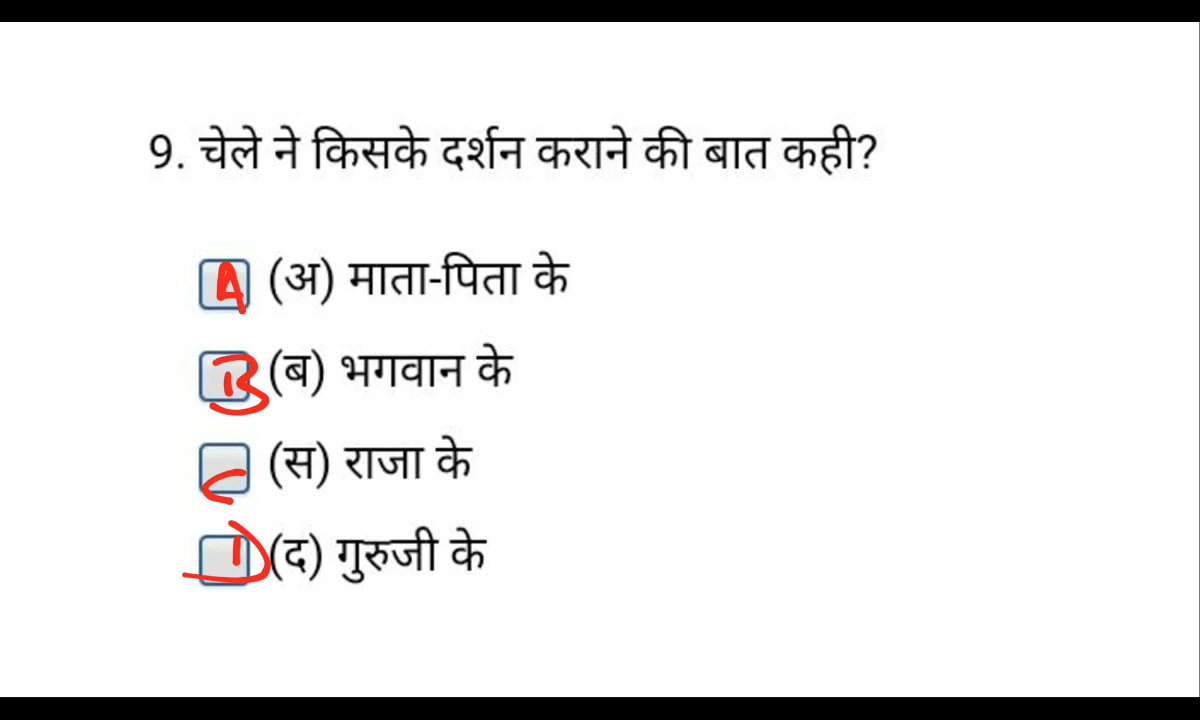 9. चेले ने किसके दर्शन कराने की बात कही?
A (अ) माता-पिता के
B (ब) भगवान के
C (स) राजा के
D (द) गुरुजी के